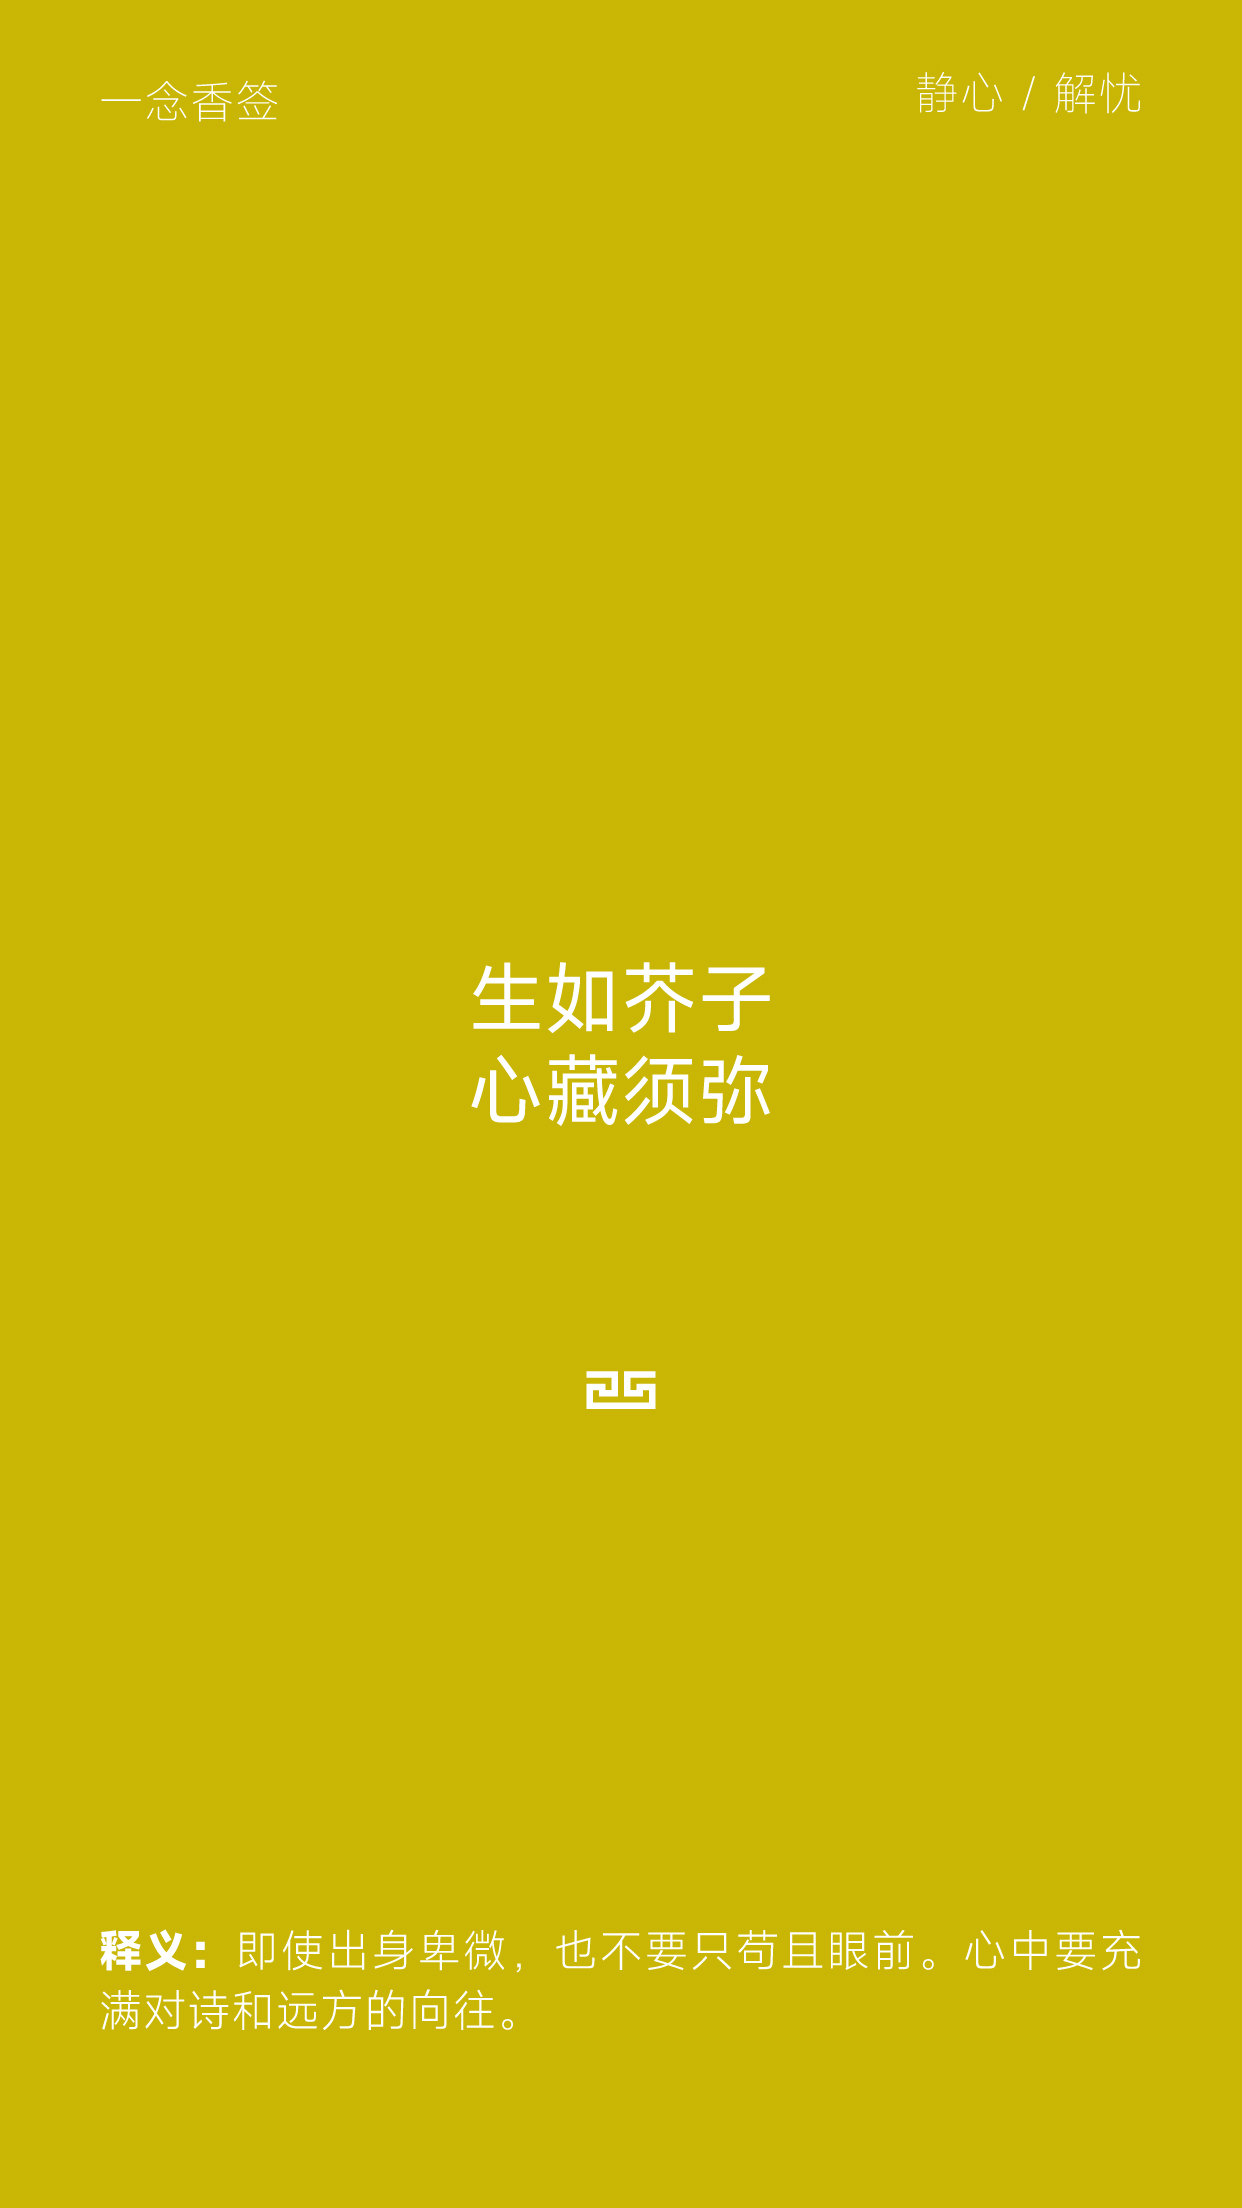 一念香签
静心 / 解忧
生如芥子
心藏须弥
释义：即使出身卑微，也不要只苟且眼前。心中要充
满对诗和远方的向往。